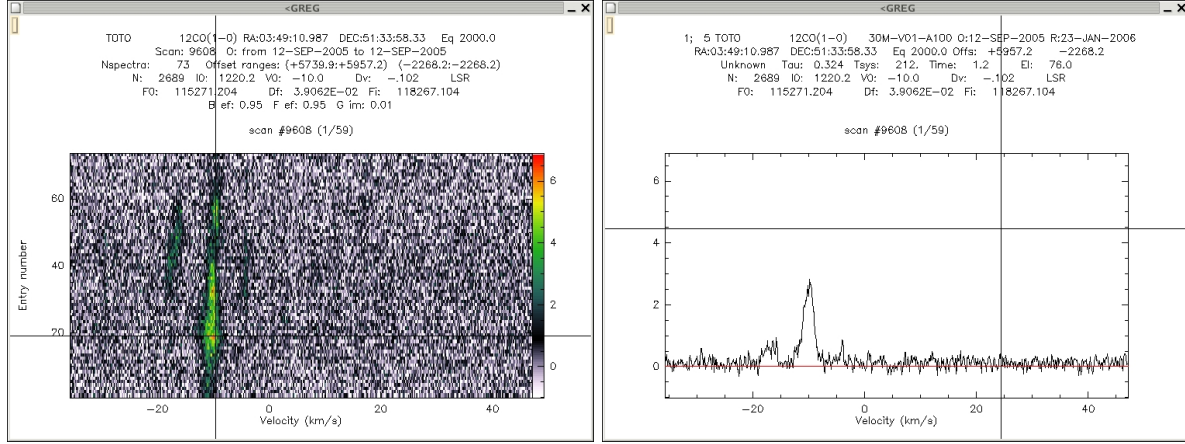 <GREG
TOTO 12CO(1-0) RA:03:49:10.987 DEC:51:33:58.33 Eq 2000.0
Scan: 9608 O: from 12-SEP-2005 to 12-SEP-2005
Nspectra: 73 Offset ranges: (+5739.9:+5957.2) (-2268.2:-2268.2)
N: 2689 I0: 1220.2 V0: -10.0 Dv: -.102 LSR
F0: 115271.204 Df: 3.9062E-02 Fi: 118267.104
B ef: 0.95 F ef: 0.95 G im: 0.01
scan #9608 (1/59)
60
40
20
Entry number
-20 0 20 40
Velocity (km/s)
6
4
2
0
<GREG
1; 5 TOTO 12CO(1-0) 30M-V01-A100 O:12-SEP-2005 R:23-JAN-2006
RA:03:49:10.987 DEC:51:33:58.33 Eq 2000.0 Offs: +5957.2 -2268.2
Unknown Tau: 0.324 Tsys: 212. Time: 1.2 El: 76.0
N: 2689 I0: 1220.2 V0: -10.0 Dv: -.102 LSR
F0: 115271.204 Df: 3.9062E-02 Fi: 118267.104
scan #9608 (1/59)
6
4
2
0
-20 0 20 40
Velocity (km/s)